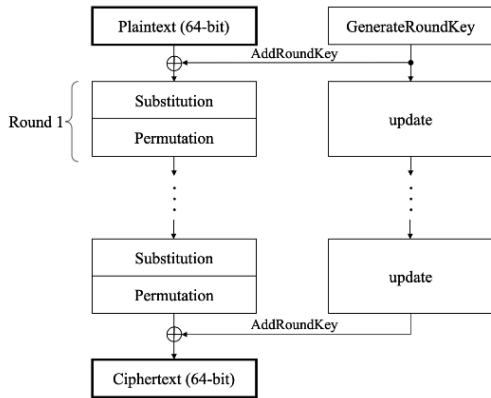 Plaintext (64-bit)
GenerateRoundKey
AddRoundKey
Round 1
Substitution
Permutation
update
Substitution
Permutation
update
AddRoundKey
Ciphertext (64-bit)